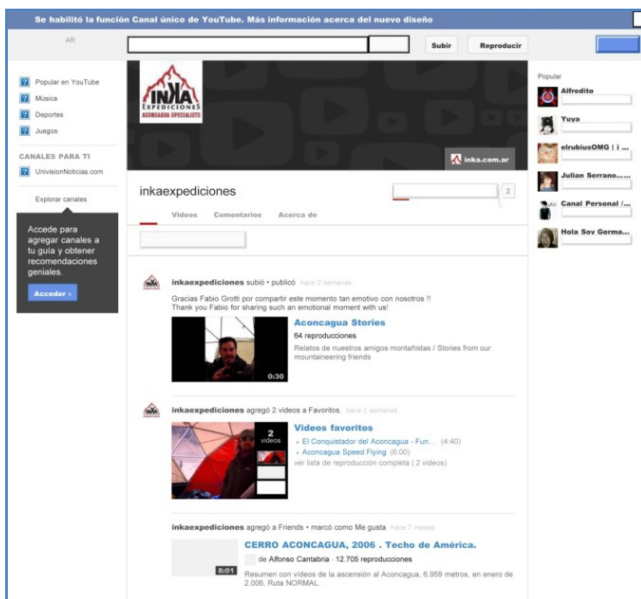 Se habilitó la función Canal único de YouTube. Más información acerca del nuevo diseño
AR
Subir
Reproducir
Popular en YouTube
Música
Deportes
Juegos
CANALES PARA TI
UnivisionNoticias.com
Explorar canales
Accede para
agregar canales a
tu guía y obtener
recomendaciones
geniales.
Acceder ›
INKA
EXPEDICIONES
ACONCAGUA SPECIALISTS
inka.com.ar
inkaexpediciones
2
Videos Comentarios Acerca de
inkaexpediciones subió • publicó hace 2 semanas
Gracias Fabio Grotti por compartir este momento tan emotivo con nosotros !!
Thank you Fabio for sharing such an emotional moment with us!
Aconcagua Stories
64 reproducciones
Relatos de nuestros amigos montañistas / Stories from our
mountaineering friends
0:30
inkaexpediciones agregó 2 videos a Favoritos hace 2 semanas
2
videos
Videos favoritos
El Conquistador del Aconcagua - Fun... (4:40)
Aconcagua Speed Flying (6:00)
ver lista de reproducción completa ( 2 videos)
inkaexpediciones agregó a Friends • marcó como Me gusta hace 7 meses
CERRO ACONCAGUA, 2006 . Techo de América.
de Alfonso Cantabria · 12.705 reproducciones
8:01
Resumen con vídeos de la ascensión al Aconcagua, 6.959 metros, en enero de
2.006, Ruta NORMAL.
Popular
Alfredito
Yuya
elrubiusOMG | ¡ ...
Julian Serrano......
Canal Personal /...
Hola Soy Germa...